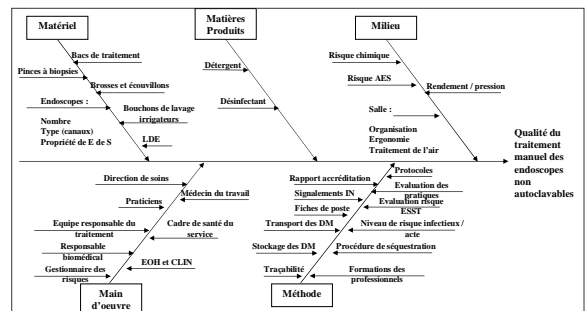 Matériel
Matières
Produits
Milieu
Bacs de traitement
Pinces à biopsies
Brosses et écouvillons
Endoscopes :
Nombre
Type (canaux)
Propriété de E de S
Bouchons de lavage
irrigateurs
LDE
Détergent
Désinfectant
Risque chimique
Risque AES
Rendement / pression
Salle :
Organisation
Ergonomie
Traitement de l'air
Qualité du
traitement
manuel des
endoscopes
non
autoclavables
Direction de soins
Médecin du travail
Praticiens
Equipe responsable du
traitement
Cadre de santé du
service
Responsable
biomédical
EOH et CLIN
Gestionnaire des
risques
Main
d'oeuvre
Protocoles
Rapport accréditation
Evaluation des
pratiques
Signalements IN
Evaluation risque
ESST
Fiches de poste
Transport des DM
Niveau de risque infectieux /
acte
Stockage des DM
Procédure de séquestration
Traçabilité
Formations des
professionnels
Méthode